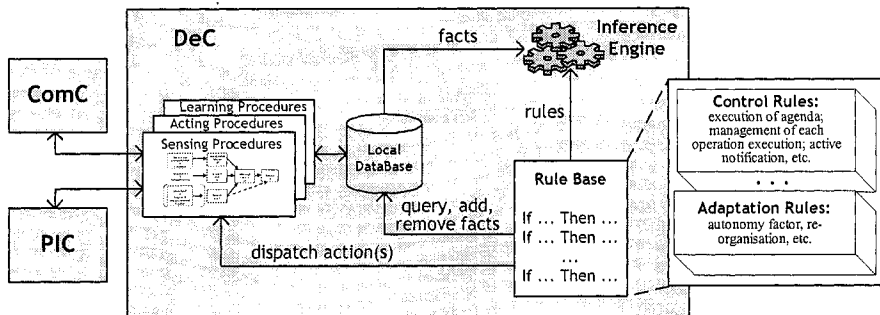 DeC
facts
Inference
Engine
ComC
Learning Procedures
Acting Procedures
Sensing Procedures
Local
DataBase
rules
Control Rules:
execution of agenda;
management of each
operation execution; active
notification, etc.
. . .
Rule Base
If ... Then ...
If ... Then ...
...
If ... Then ...
Adaptation Rules:
autonomy factor, re-
organisation, etc.
PIC
query, add,
remove facts
dispatch action(s)